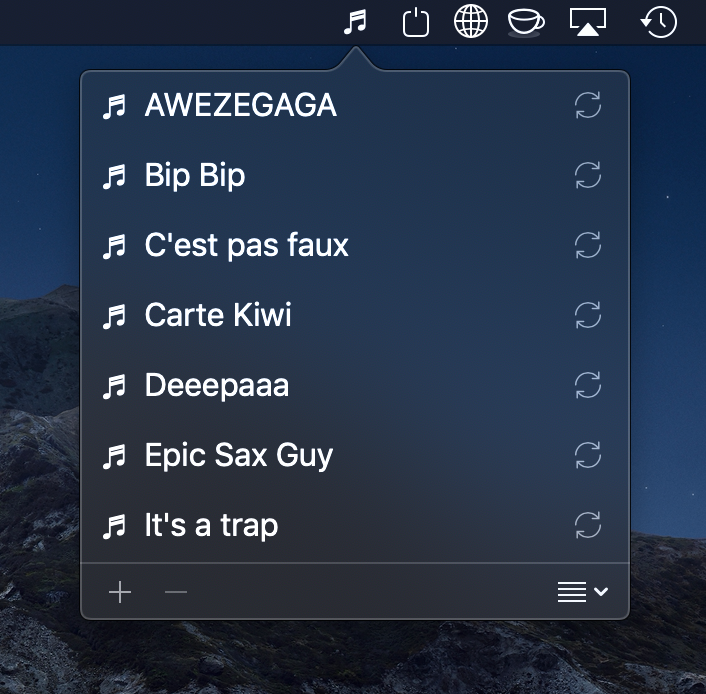 AWEZEGAGA
Bip Bip
C'est pas faux
Carte Kiwi
Deeepaaa
Epic Sax Guy
It's a trap